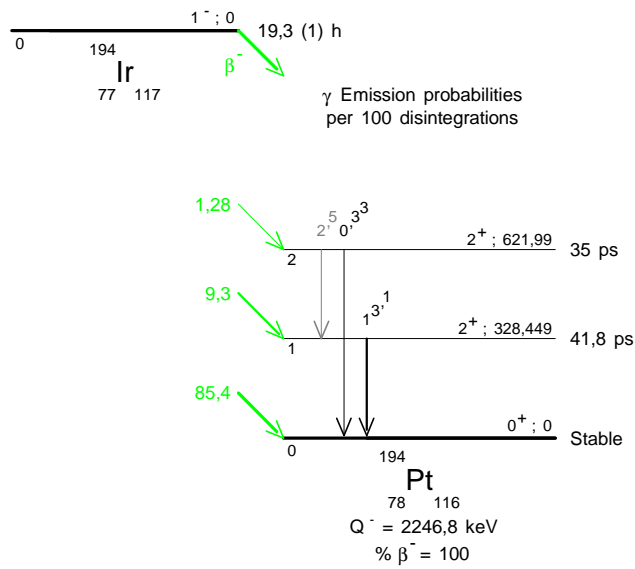 1 - ; 0
19,3 (1) h
0
β -
194
Ir
77 117
γ Emission probabilities
per 100 disintegrations
1,28
2,5 0,33
2 + ; 621,99
35 ps
2
9,3
13,1
2 + ; 328,449
41,8 ps
1
85,4
0 + ; 0
Stable
0
194
Pt
78 116
Q - = 2246,8 keV
% β - = 100